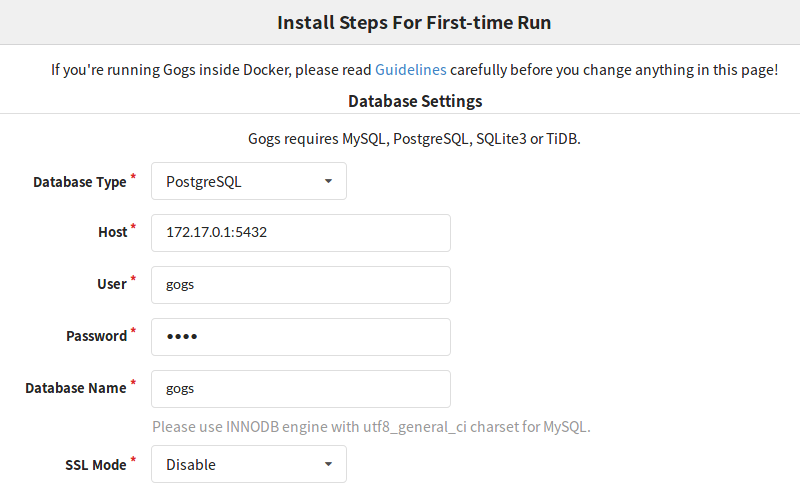 Install Steps For First-time Run
If you're running Gogs inside Docker, please read Guidelines carefully before you change anything in this page!
Database Settings
Gogs requires MySQL, PostgreSQL, SQLite3 or TiDB.
Database Type * PostgreSQL
Host * 172.17.0.1:5432
User * gogs
Password * ••••
Database Name * gogs
Please use INNODB engine with utf8_general_ci charset for MySQL.
SSL Mode * Disable